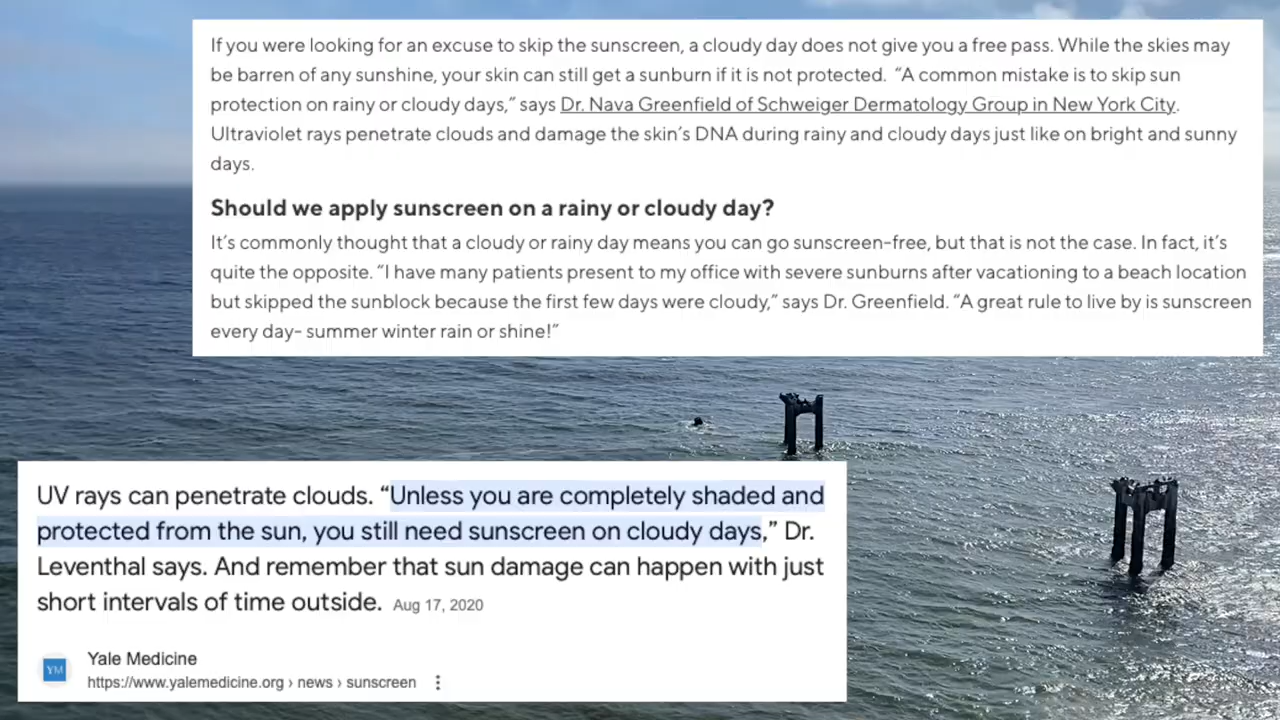 If you were looking for an excuse to skip the sunscreen, a cloudy day does not give you a free pass. While the skies may
be barren of any sunshine, your skin can still get a sunburn if it is not protected. “A common mistake is to skip sun
protection on rainy or cloudy days,” says Dr. Nava Greenfield of Schweiger Dermatology Group in New York City.
Ultraviolet rays penetrate clouds and damage the skin’s DNA during rainy and cloudy days just like on bright and sunny
days.
Should we apply sunscreen on a rainy or cloudy day?
It’s commonly thought that a cloudy or rainy day means you can go sunscreen-free, but that is not the case. In fact, it’s
quite the opposite. “I have many patients present to my office with severe sunburns after vacationing to a beach location
but skipped the sunblock because the first few days were cloudy,” says Dr. Greenfield. “A great rule to live by is sunscreen
every day- summer winter rain or shine!”
UV rays can penetrate clouds. “Unless you are completely shaded and
protected from the sun, you still need sunscreen on cloudy days,” Dr.
Leventhal says. And remember that sun damage can happen with just
short intervals of time outside. Aug 17, 2020
YM Yale Medicine
https://www.yalemedicine.org › news › sunscreen